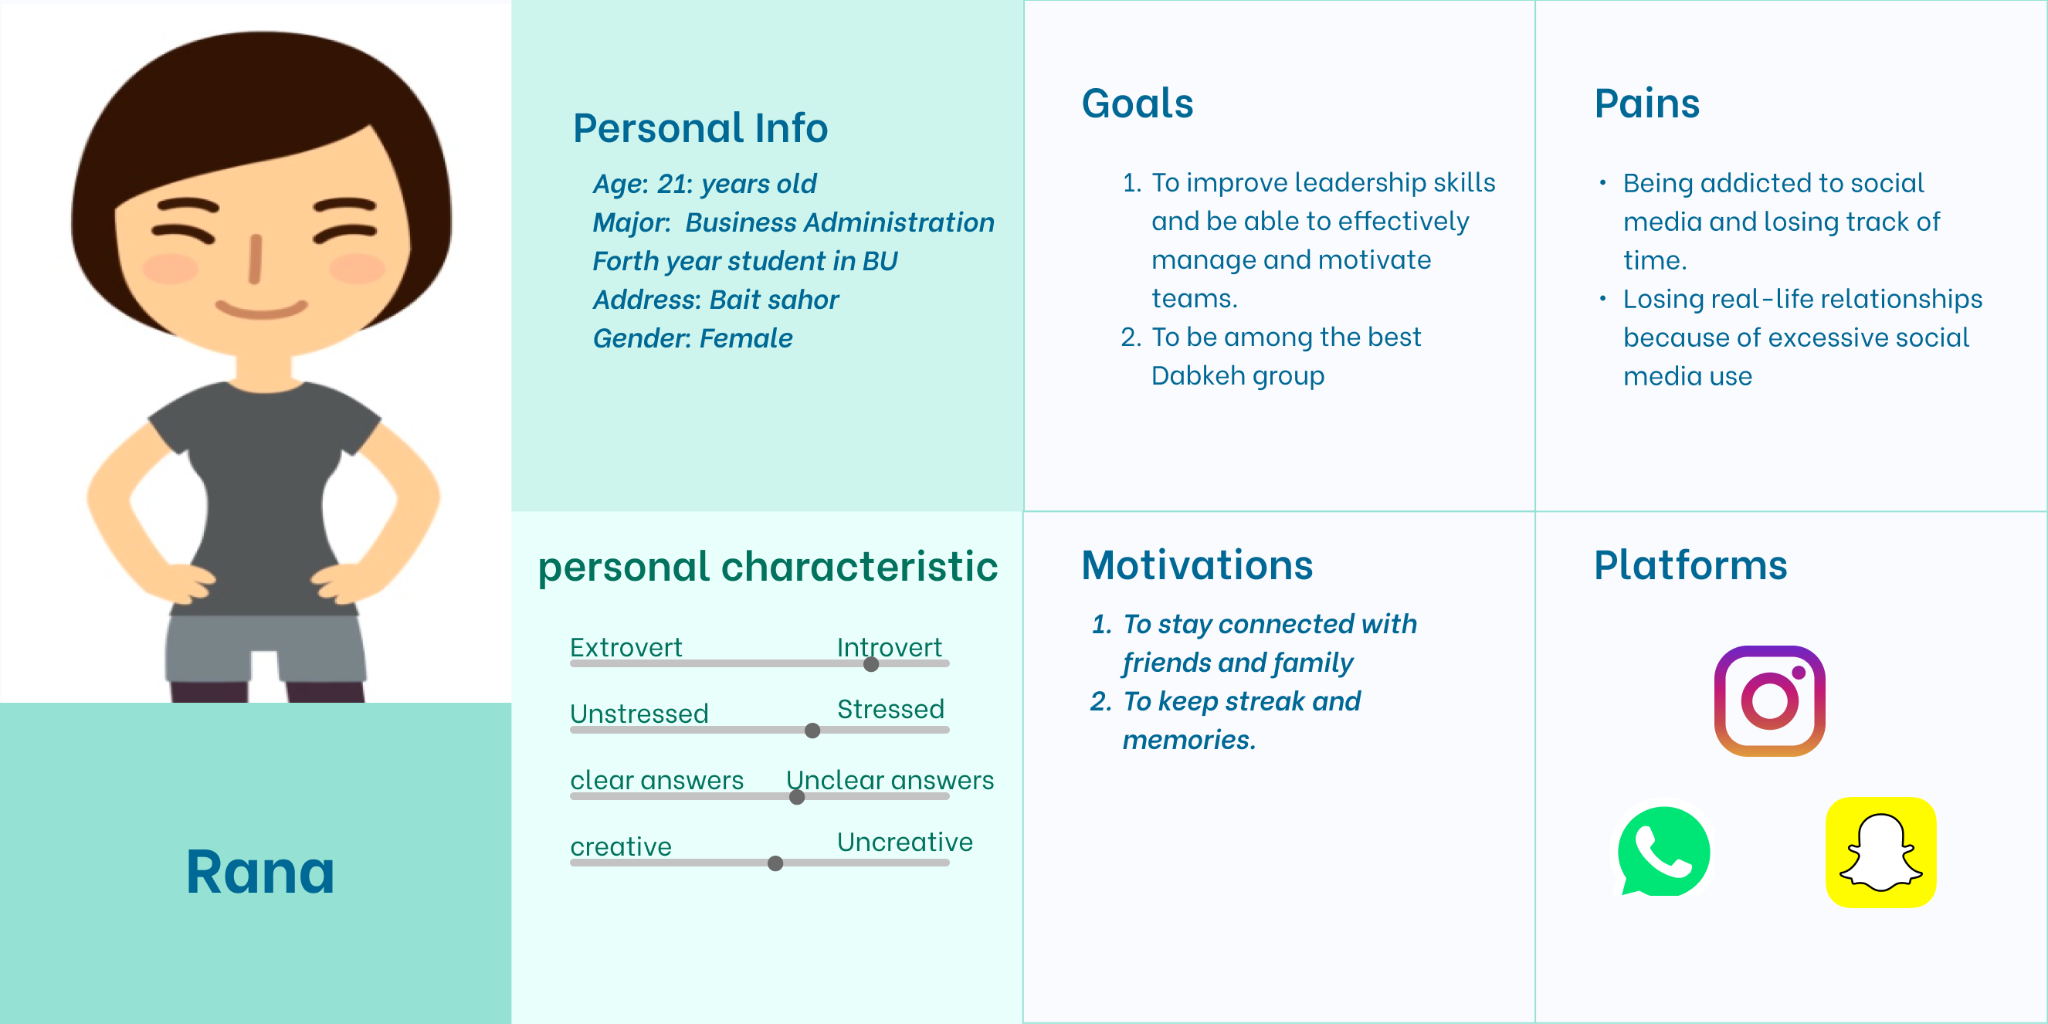 Rana
Personal Info
Age: 21: years old
Major: Business Administration
Forth year student in BU
Address: Bait sahor
Gender: Female
Goals
1. To improve leadership skills
and be able to effectively
manage and motivate
teams.
2. To be among the best
Dabkeh group
Pains
• Being addicted to social
media and losing track of
time.
• Losing real-life relationships
because of excessive social
media use
personal characteristic
Extrovert Introvert
Unstressed Stressed
clear answers Unclear answers
creative Uncreative
Motivations
1. To stay connected with
friends and family
2. To keep streak and
memories.
Platforms